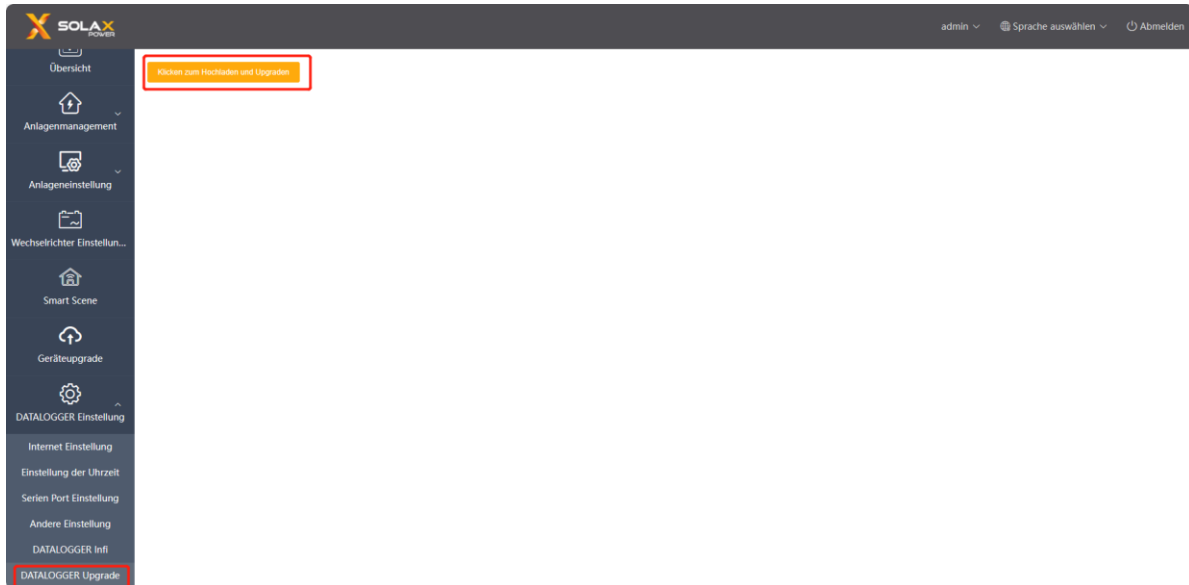 SOLAX
POWER
admin
Sprache auswählen
Abmelden
Übersicht
Klicken zum Hochladen und Upgraden
Anlagenmanagement
Anlageneinstellung
Wechselrichter Einstellun...
Smart Scene
Geräteupgrade
DATALOGGER Einstellung
Internet Einstellung
Einstellung der Uhrzeit
Serien Port Einstellung
Andere Einstellung
DATALOGGER Infi
DATALOGGER Upgrade